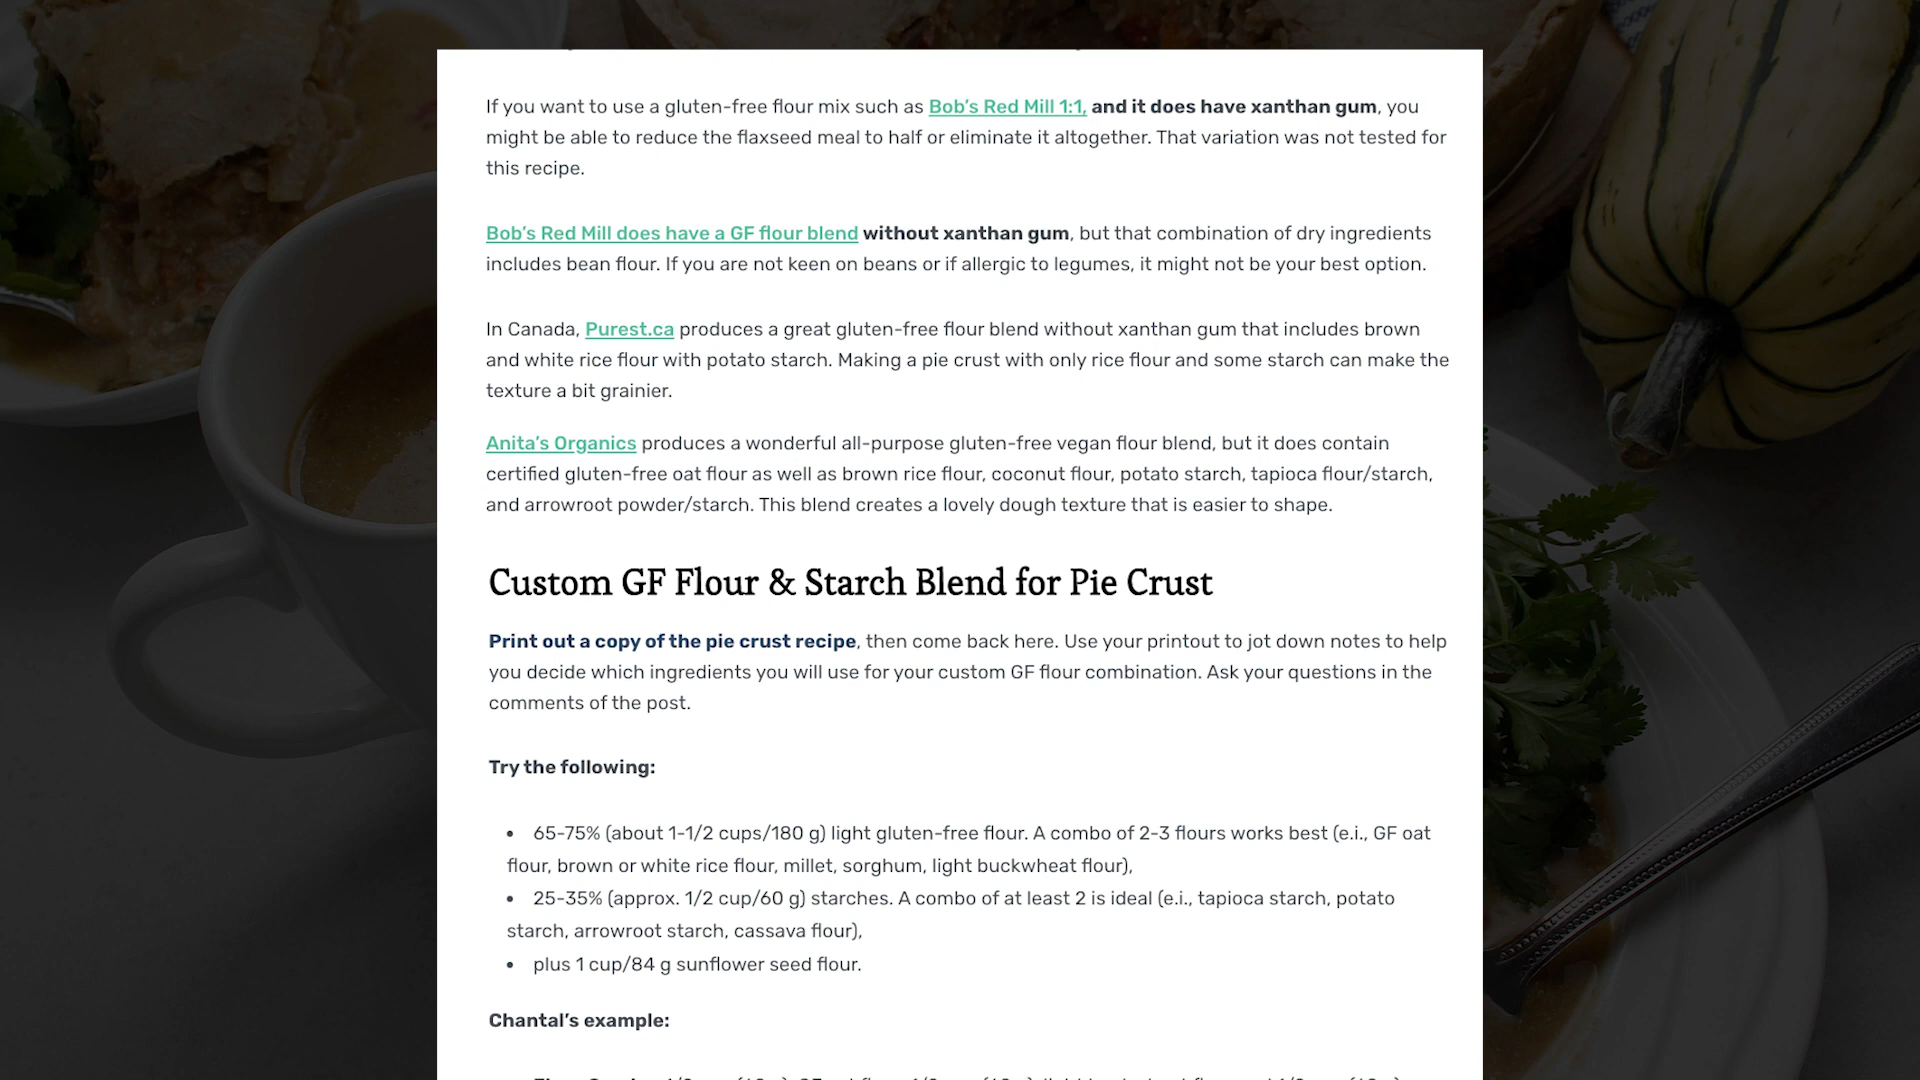 If you want to use a gluten-free flour mix such as Bob's Red Mill 1:1, and it does have xanthan gum, you
might be able to reduce the flaxseed meal to half or eliminate it altogether. That variation was not tested for
this recipe.
Bob's Red Mill does have a GF flour blend without xanthan gum, but that combination of dry ingredients
includes bean flour. If you are not keen on beans or if allergic to legumes, it might not be your best option.
In Canada, Purest.ca produces a great gluten-free flour blend without xanthan gum that includes brown
and white rice flour with potato starch. Making a pie crust with only rice flour and some starch can make the
texture a bit grainier.
Anita's Organics produces a wonderful all-purpose gluten-free vegan flour blend, but it does contain
certified gluten-free oat flour as well as brown rice flour, coconut flour, potato starch, tapioca flour/starch,
and arrowroot powder/starch. This blend creates a lovely dough texture that is easier to shape.
Custom GF Flour & Starch Blend for Pie Crust
Print out a copy of the pie crust recipe, then come back here. Use your printout to jot down notes to help
you decide which ingredients you will use for your custom GF flour combination. Ask your questions in the
comments of the post.
Try the following:
• 65-75% (about 1-1/2 cups/180 g) light gluten-free flour. A combo of 2-3 flours works best (e.i., GF oat
flour, brown or white rice flour, millet, sorghum, light buckwheat flour),
• 25-35% (approx. 1/2 cup/60 g) starches. A combo of at least 2 is ideal (e.i., tapioca starch, potato
starch, arrowroot starch, cassava flour),
• plus 1 cup/84 g sunflower seed flour.
Chantal's example: